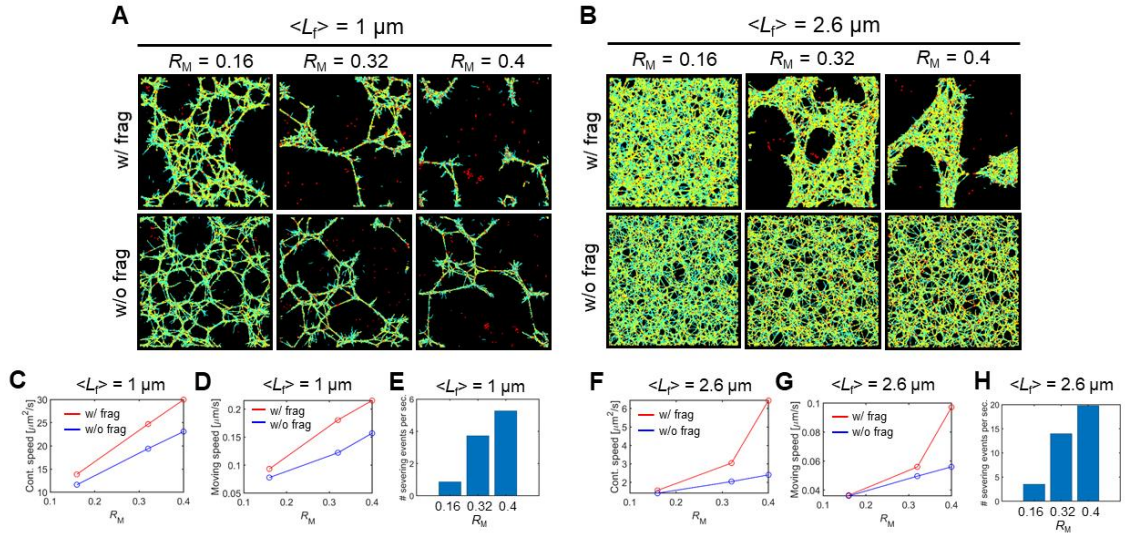 A
<Lf> = 1 µm
RM = 0.16
RM = 0.32
RM = 0.4
w/ frag
w/o frag
B
<Lf> = 2.6 µm
RM = 0.16
RM = 0.32
RM = 0.4
w/ frag
w/o frag
C
<Lf> = 1 µm
Cont. speed [µm²/s]
30
25
20
15
10
w/ frag
w/o frag
0.1
0.2
0.3
0.4
RM
D
<Lf> = 1 µm
Moving speed [µm/s]
0.2
0.15
0.1
0.05
w/ frag
w/o frag
0.1
0.2
0.3
0.4
RM
E
<Lf> = 1 µm
# severing events per sec.
6
4
2
0
0.16
0.32
0.4
RM
F
<Lf> = 2.6 µm
Cont. speed [µm²/s]
6
5
4
3
2
w/ frag
w/o frag
0.1
0.2
0.3
0.4
RM
G
<Lf> = 2.6 µm
Moving speed [µm/s]
0.1
0.08
0.06
0.04
w/ frag
w/o frag
0.1
0.2
0.3
0.4
RM
H
<Lf> = 2.6 µm
# severing events per sec.
20
15
10
5
0
0.16
0.32
0.4
RM